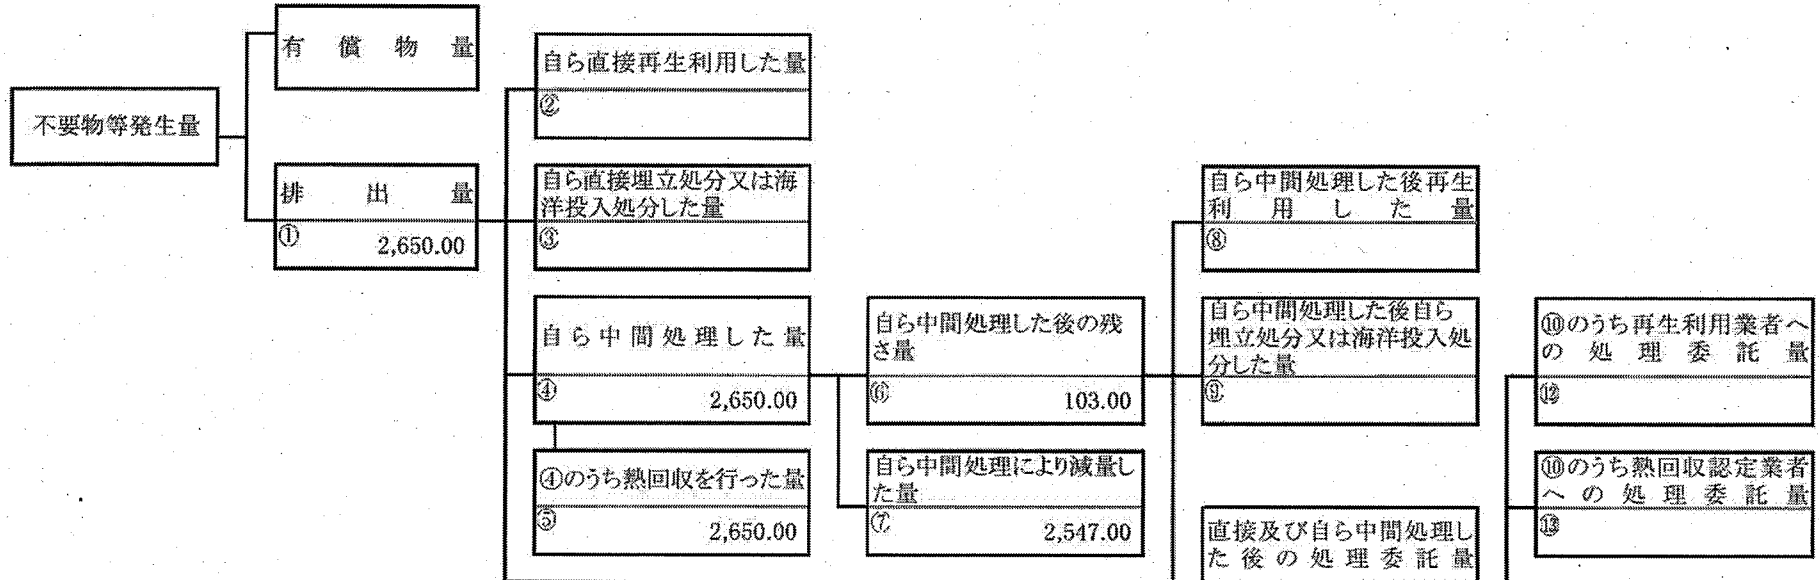 有償物量
不要物等発生量
排出量
① 2,650.00
自ら直接再生利用した量
②
自ら直接埋立処分又は海
洋投入処分した量
③
自ら中間処理した量
④ 2,650.00
④のうち熱回収を行った量
⑤ 2,650.00
自ら中間処理した後の残
さ量
⑥ 103.00
自ら中間処理により減量し
た量
⑦ 2,547.00
自ら中間処理した後再生
利用した量
⑧
自ら中間処理した後自ら
埋立処分又は海洋投入処
分した量
⑨
直接及び自ら中間処理し
た後の処理委託量
⑩のうち再生利用業者へ
の処理委託量
⑫
⑩のうち熱回収認定業者
への処理委託量
⑬